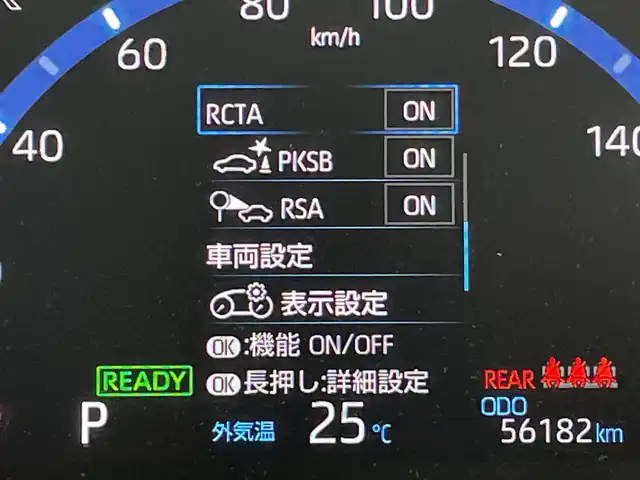 80 100
60 km/h 120
40 140
RCTA ON
PKSB ON
RSA ON
車両設定
表示設定
OK:機能 ON/OFF
OK長押し:詳細設定
READY
REAR
ODO
P 外気温 25℃ 56182km